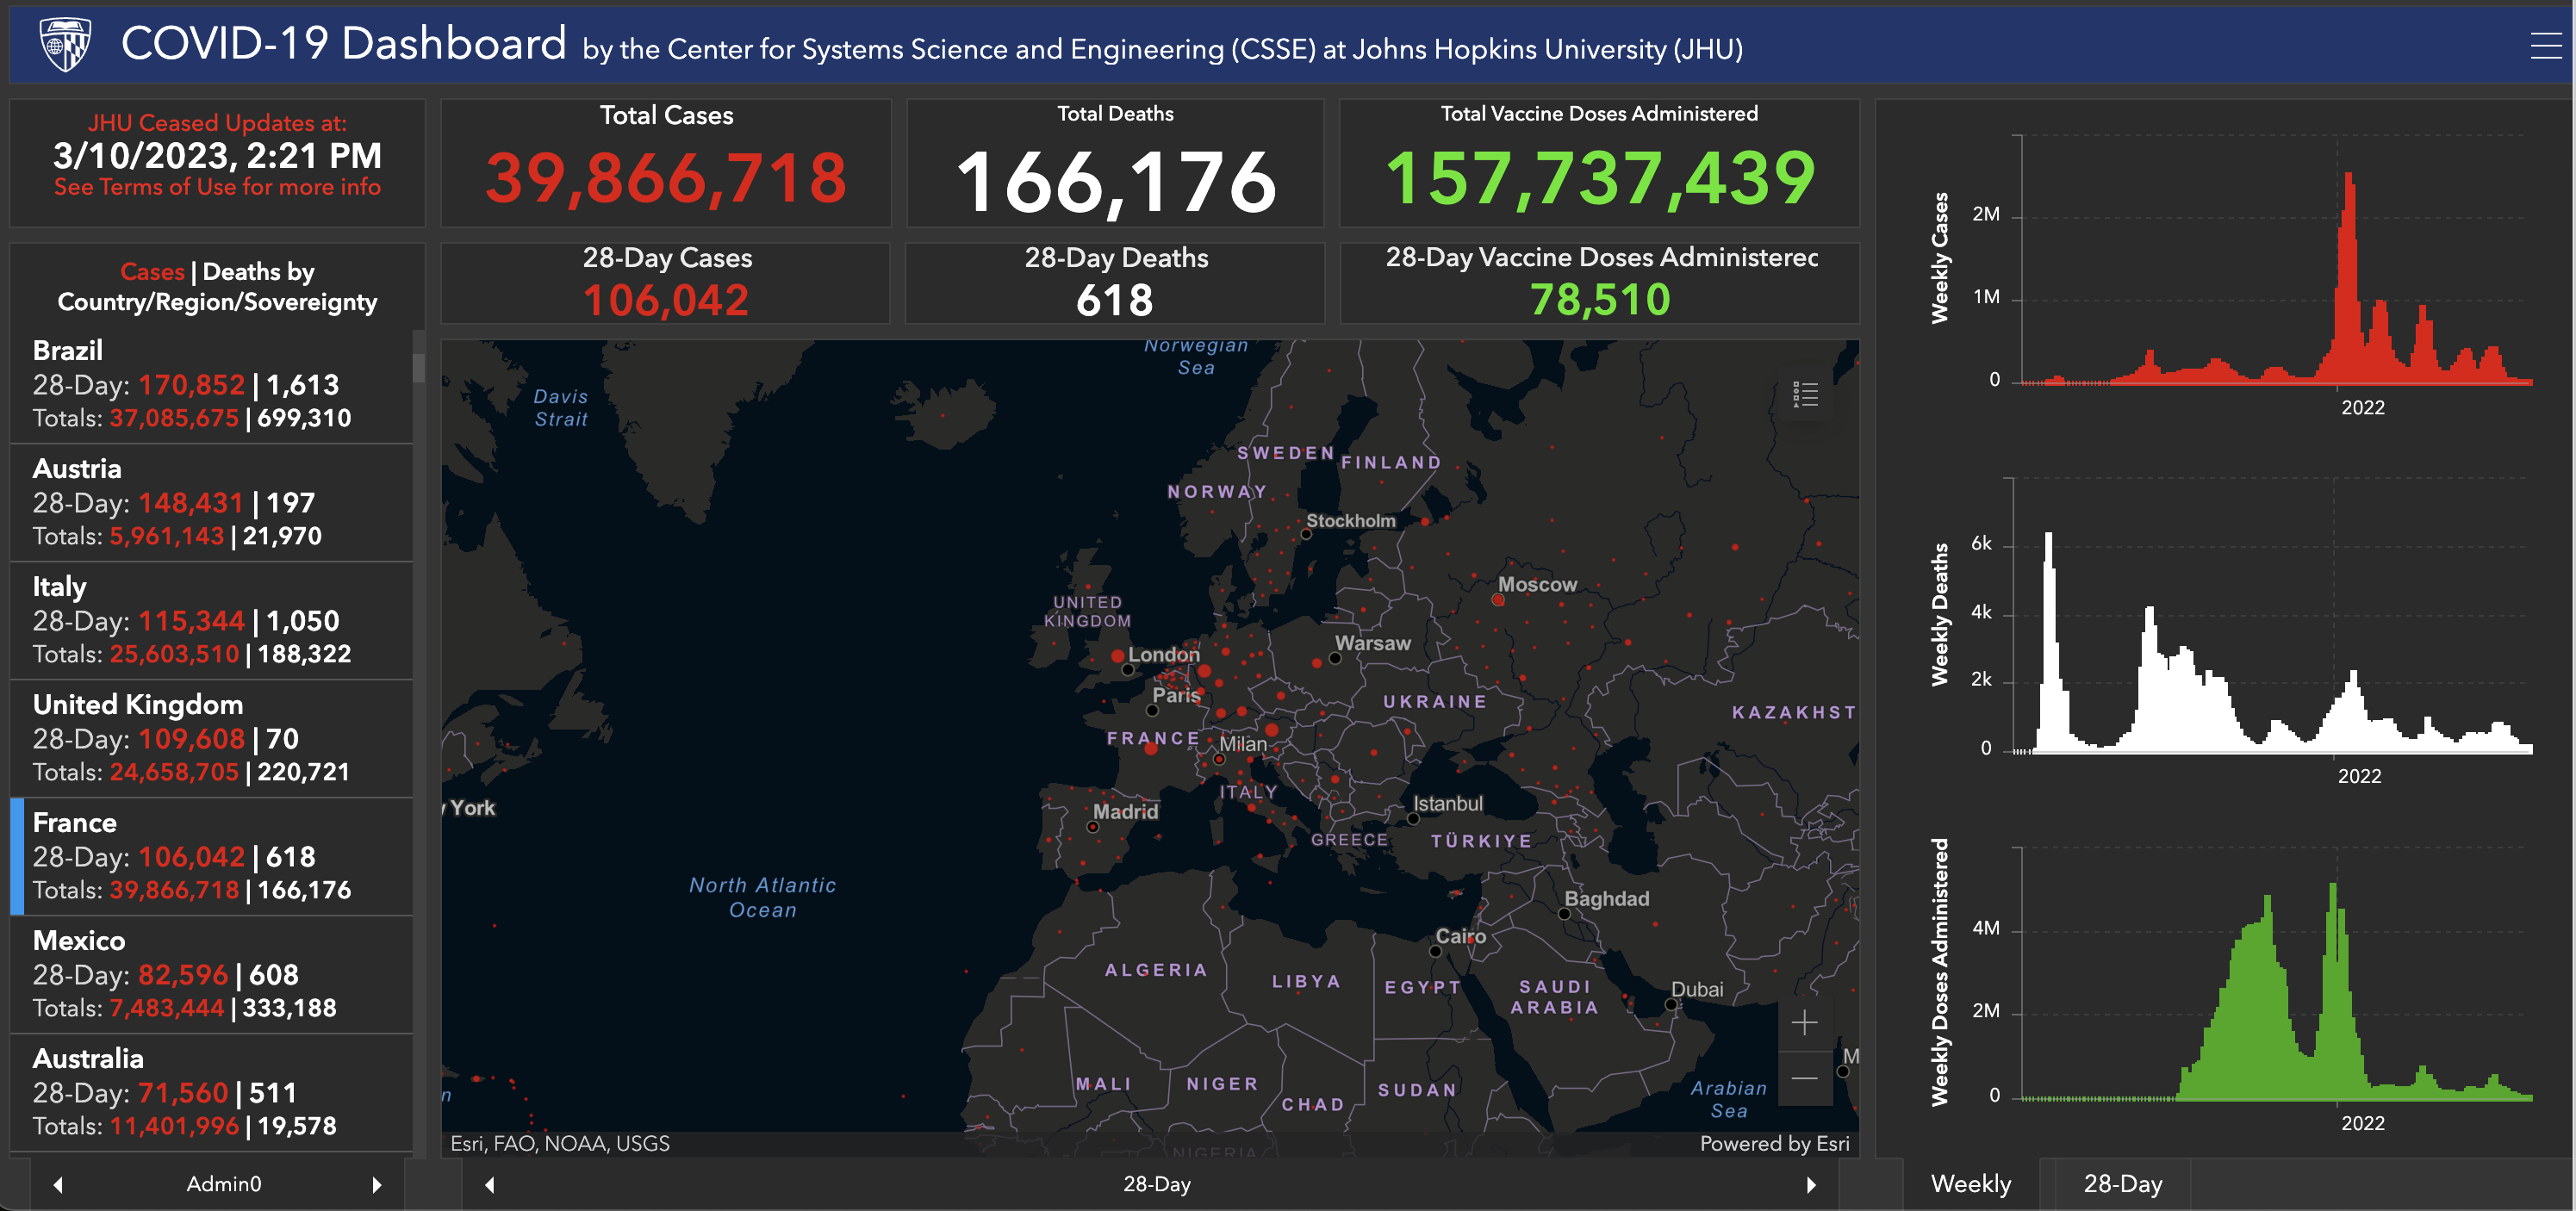 COVID-19 Dashboard by the Center for Systems Science and Engineering (CSSE) at Johns Hopkins University (JHU)
JHU Ceased Updates at:
3/10/2023, 2:21 PM
See Terms of Use for more info
Cases | Deaths by
Country/Region/Sovereignty
Brazil
28-Day: 170,852 | 1,613
Totals: 37,085,675 | 699,310
Austria
28-Day: 148,431 | 197
Totals: 5,961,143 | 21,970
Italy
28-Day: 115,344 | 1,050
Totals: 25,603,510 | 188,322
United Kingdom
28-Day: 109,608 | 70
Totals: 24,658,705 | 220,721
France
28-Day: 106,042 | 618
Totals: 39,866,718 | 166,176
Mexico
28-Day: 82,596 | 608
Totals: 7,483,444 | 333,188
Australia
28-Day: 71,560 | 511
Totals: 11,401,996 | 19,578
Admin0
Total Cases
39,866,718
Total Deaths
166,176
Total Vaccine Doses Administered
157,737,439
28-Day Cases
106,042
28-Day Deaths
618
28-Day Vaccine Doses Administered
78,510
Norwegian
Sea
Davis
Strait
SWEDEN
FINLAND
NORWAY
Stockholm
Moscow
UNITED
KINGDOM
Warsaw
London
Paris
UKRAINE
KAZAKHST
FRANCE
Milan
ITALY
Istanbul
York
Madrid
GREECE
TÜRKIYE
North Atlantic
Ocean
Baghdad
Cairo
ALGERIA
LIBYA
EGYPT
SAUDI
ARABIA
Dubai
M
MALI
NIGER
SUDAN
CHAD
Arabian
Sea
n
NIGERIA
Esri, FAO, NOAA, USGS
Powered by Esri
28-Day
Weekly Cases
2M
1M
0
2022
Weekly Deaths
6k
4k
2k
0
2022
Weekly Doses Administered
4M
2M
0
2022
Weekly
28-Day